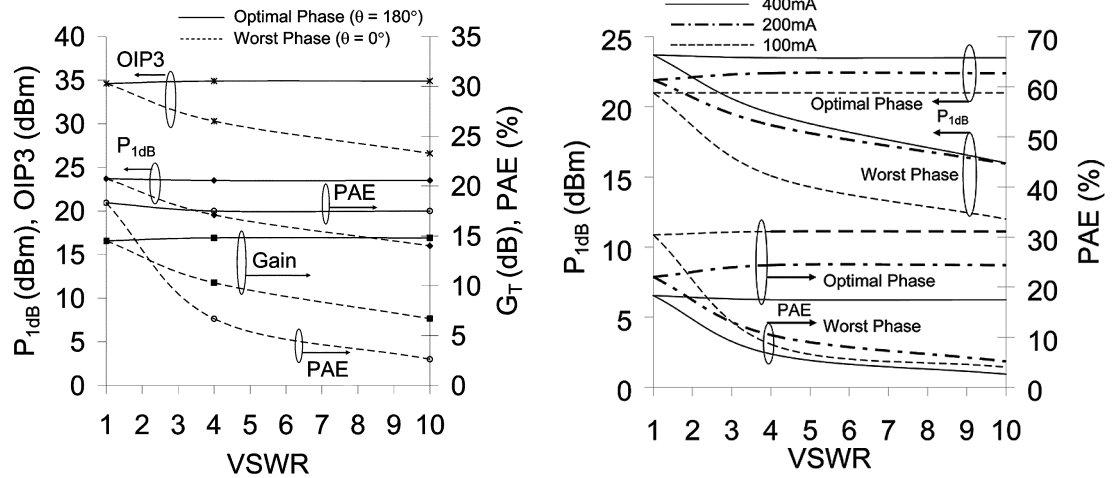 Optimal Phase (θ = 180°)
Worst Phase (θ = 0°)
40
35
30
25
20
15
10
5
0
P1dB (dBm), OIP3 (dBm)
OIP3
P1dB
PAE
Gain
PAE
35
30
25
20
15
10
5
0
GT (dB), PAE (%)
1 2 3 4 5 6 7 8 9 10
VSWR
400mA
200mA
100mA
25
20
15
10
5
0
P1dB (dBm)
Optimal Phase
P1dB
Worst Phase
Optimal Phase
PAE
Worst Phase
70
60
50
40
30
20
10
0
PAE (%)
1 2 3 4 5 6 7 8 9 10
VSWR